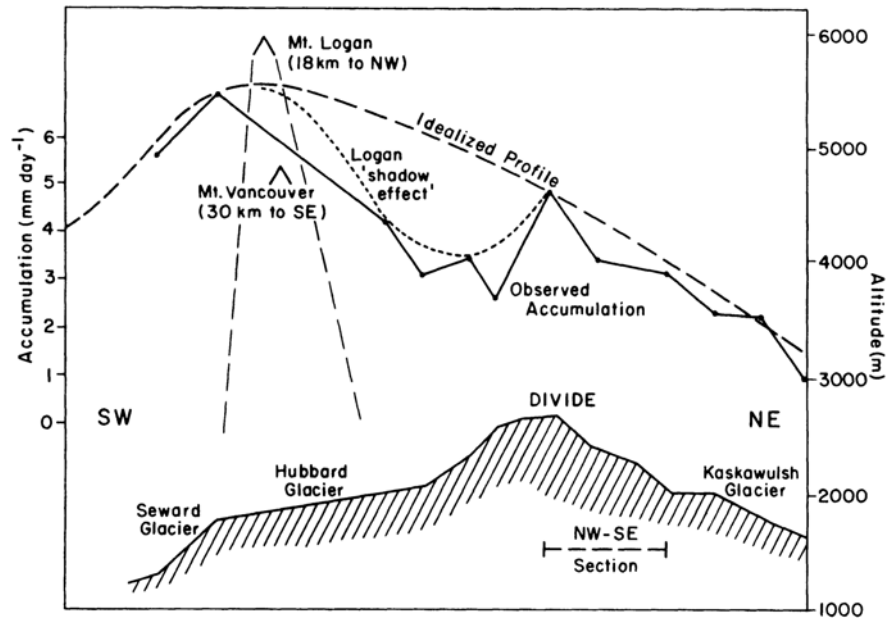 Mt. Logan
(18 km to NW)
Idealized Profile
Logan
'shadow
effect'
Mt. Vancouver
(30 km to SE)
Observed
Accumulation
Accumulation (mm day⁻¹)
6
5
4
3
2
1
0
6000
5000
4000
3000
2000
1000
Altitude (m)
SW
DIVIDE
NE
Hubbard
Glacier
Seward
Glacier
Kaskawulsh
Glacier
NW-SE
Section